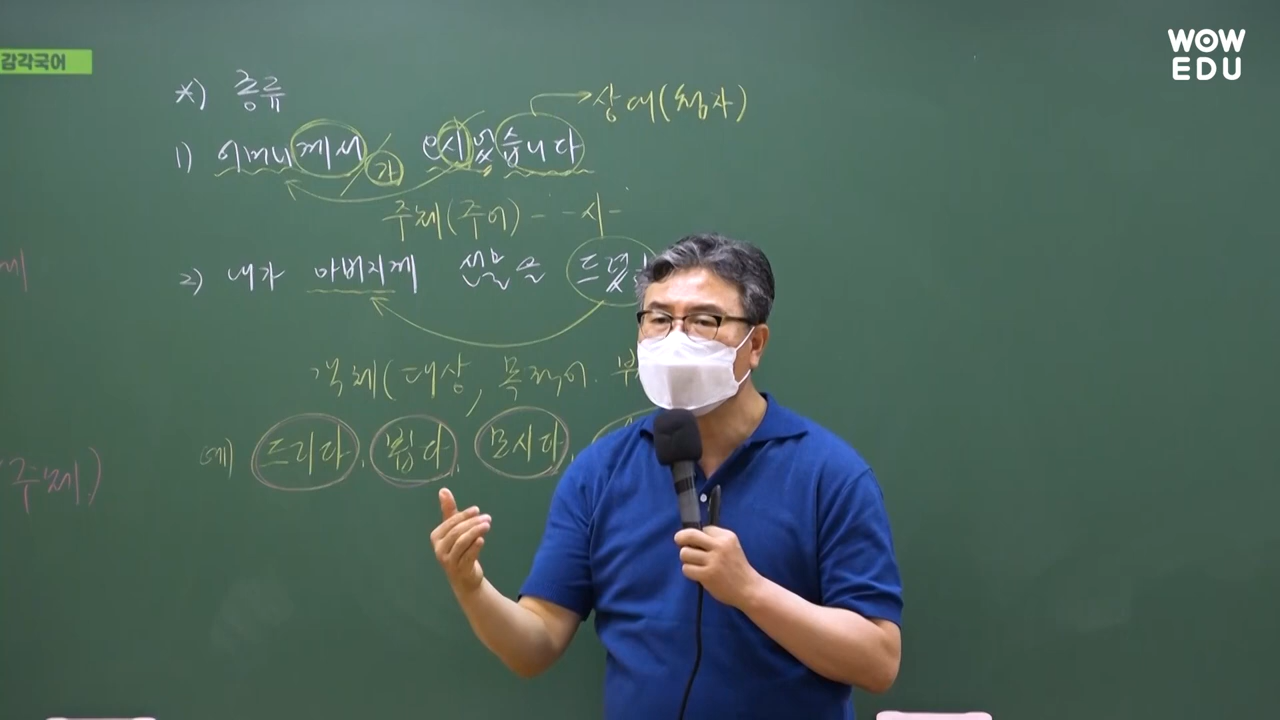 감각국어
WOW
EDU
*) 종류
상대(청자)
1) 어머니께서 가 오시었습니다
주체(주어) - - 시 -
2) 내가 아버지께 선물을 드렸
객체(대상, 목적어. 부
예) 드리다, 뵙다, 모시다,
(주체)